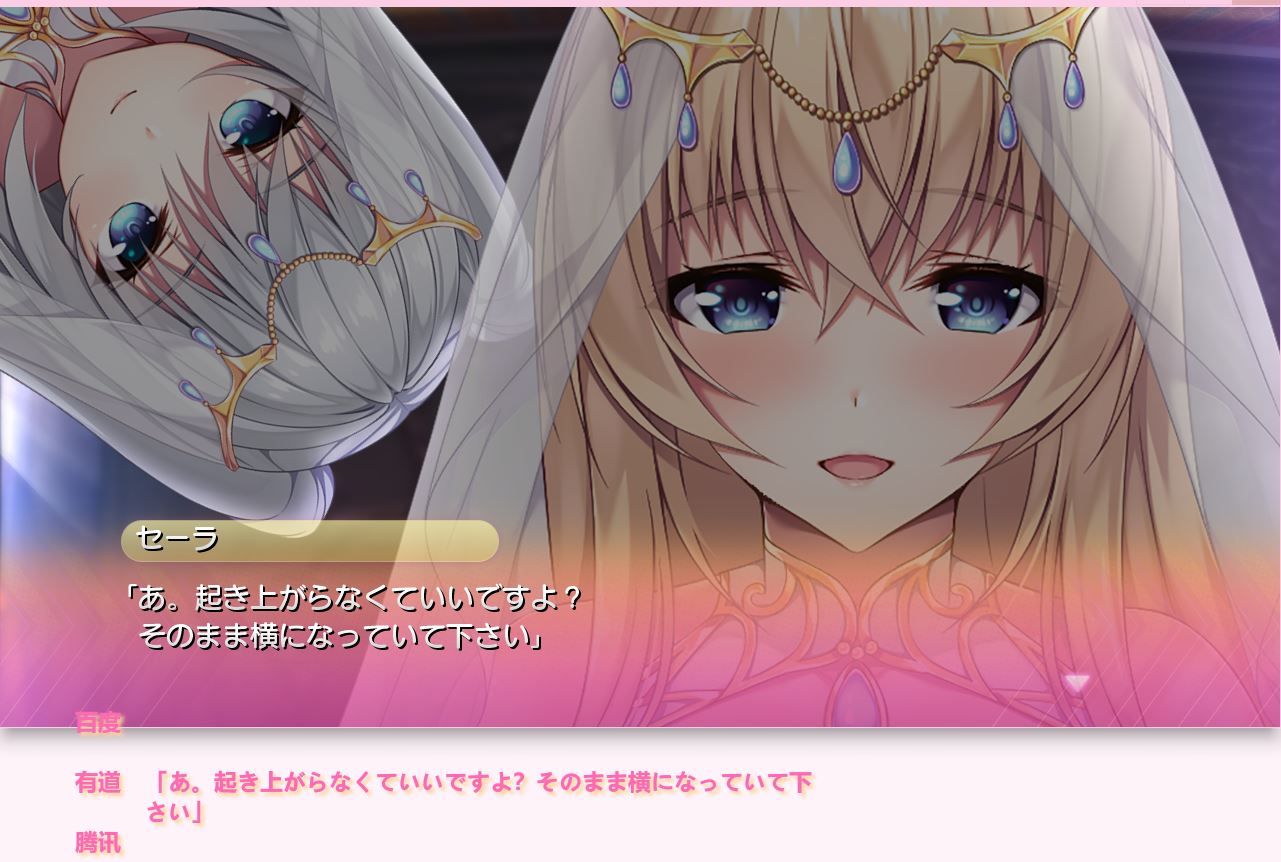 セーラ
「あ。起き上がらなくていいですよ？
そのまま横になっていて下さい」
百度
有道 「あ。起き上がらなくていいですよ？そのまま横になっていて下
さい」
腾讯